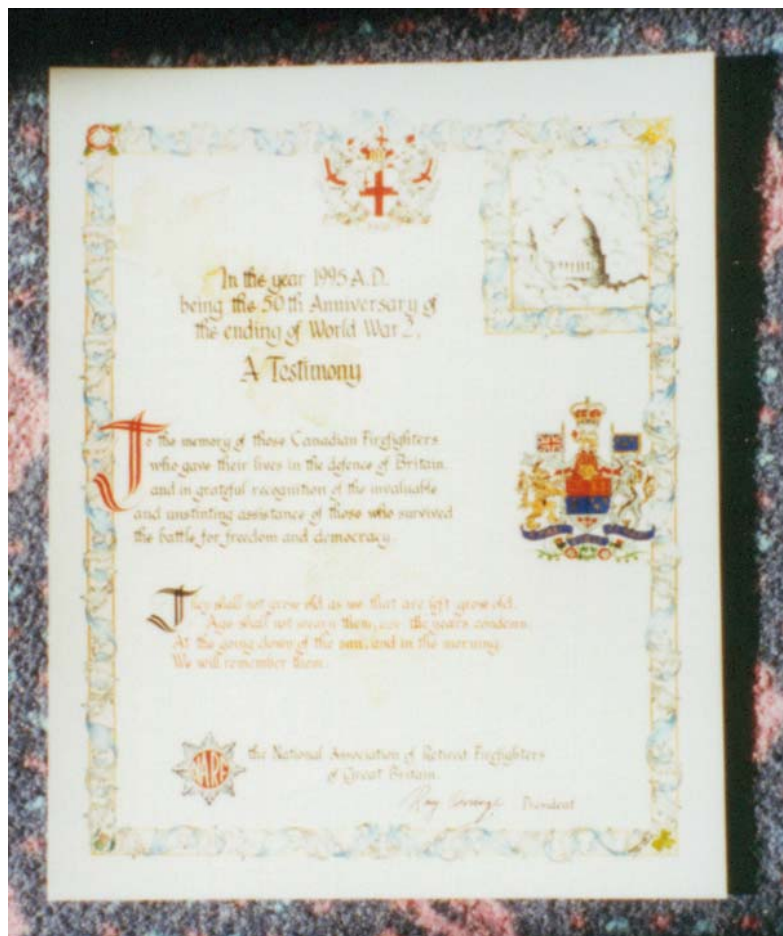 In the year 1995 A.D.
being the 50th Anniversary of
the ending of World War 2.
A Testimony
To the memory of those Canadian Firefighters
who gave their lives in the defence of Britain.
and in grateful recognition of the invaluable
and unstinting assistance of those who survived
the battle for freedom and democracy.
They shall not grow old as we that are left grow old.
Age shall not weary them, nor the years condemn.
At the going down of the sun, and in the morning
We will remember them.
NARF
the National Association of Retired Firefighters
of Great Britain.
Ray President